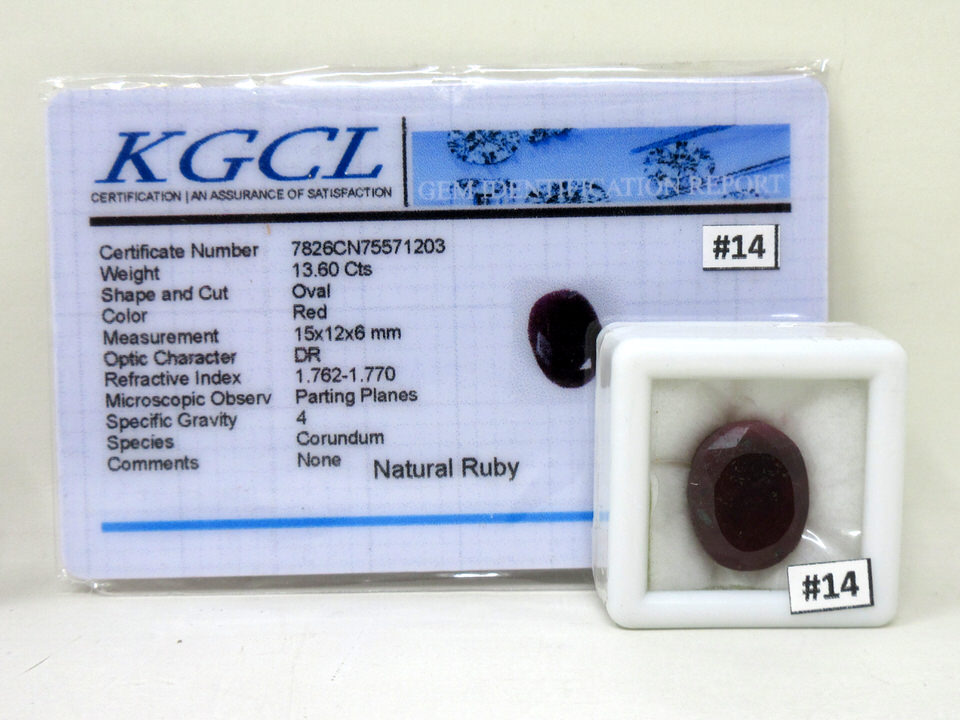 KGCL
CERTIFICATION | AN ASSURANCE OF SATISFACTION
GEM IDENTIFICATION REPORT
#14
Certificate Number 7826CN75571203
Weight 13.60 Cts
Shape and Cut Oval
Color Red
Measurement 15x12x6 mm
Optic Character DR
Refractive Index 1.762-1.770
Microscopic Observ Parting Planes
Specific Gravity 4
Species Corundum
Comments None
Natural Ruby
#14